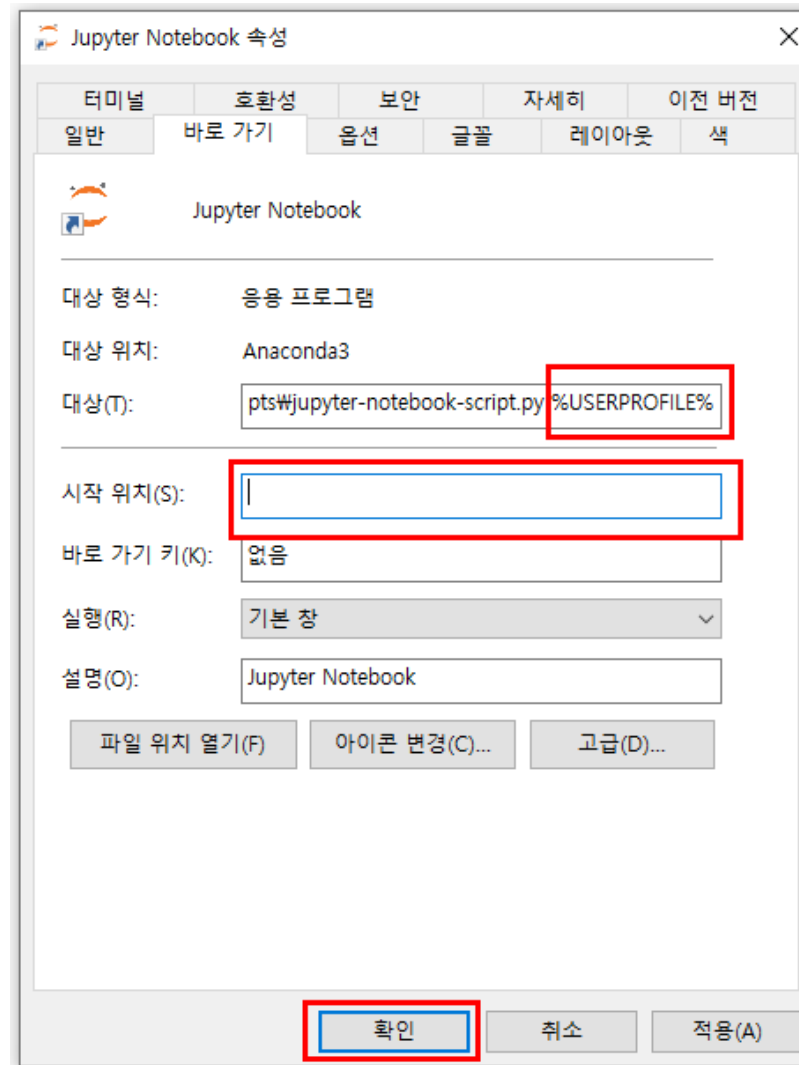 Jupyter Notebook 속성
터미널 호환성 보안 자세히 이전 버전
일반 바로 가기 옵션 글꼴 레이아웃 색
Jupyter Notebook
대상 형식: 응용 프로그램
대상 위치: Anaconda3
대상(T): pts₩jupyter-notebook-script.py %USERPROFILE%
시작 위치(S):
바로 가기 키(K): 없음
실행(R): 기본 창
설명(O): Jupyter Notebook
파일 위치 열기(F) 아이콘 변경(C)... 고급(D)...
확인 취소 적용(A)